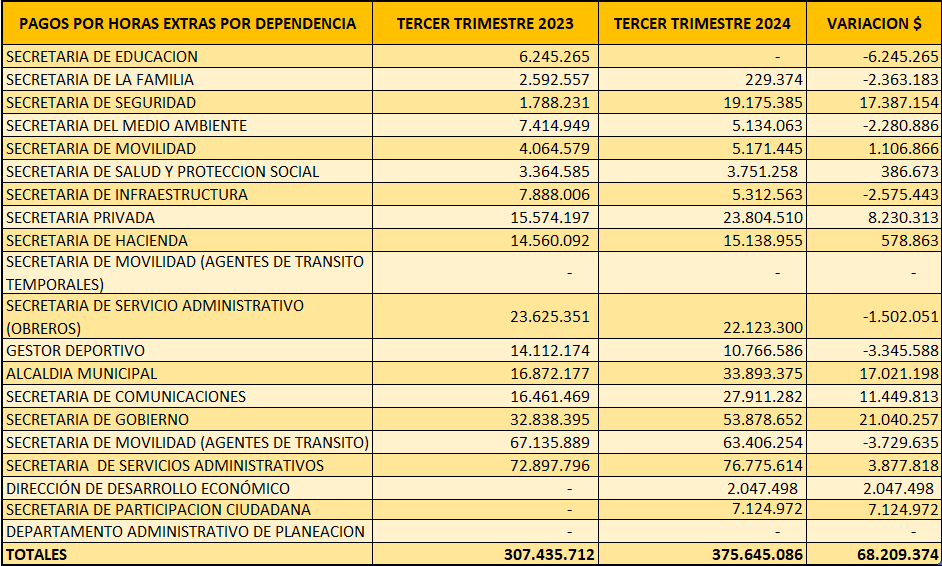 PAGOS POR HORAS EXTRAS POR DEPENDENCIA TERCER TRIMESTRE 2023 TERCER TRIMESTRE 2024 VARIACION $
SECRETARIA DE EDUCACION 6.245.265 - -6.245.265
SECRETARIA DE LA FAMILIA 2.592.557 229.374 -2.363.183
SECRETARIA DE SEGURIDAD 1.788.231 19.175.385 17.387.154
SECRETARIA DEL MEDIO AMBIENTE 7.414.949 5.134.063 -2.280.886
SECRETARIA DE MOVILIDAD 4.064.579 5.171.445 1.106.866
SECRETARIA DE SALUD Y PROTECCION SOCIAL 3.364.585 3.751.258 386.673
SECRETARIA DE INFRAESTRUCTURA 7.888.006 5.312.563 -2.575.443
SECRETARIA PRIVADA 15.574.197 23.804.510 8.230.313
SECRETARIA DE HACIENDA 14.560.092 15.138.955 578.863
SECRETARIA DE MOVILIDAD (AGENTES DE TRANSITO
TEMPORALES) - - -
SECRETARIA DE SERVICIO ADMINISTRATIVO
(OBREROS) 23.625.351 22.123.300 -1.502.051
GESTOR DEPORTIVO 14.112.174 10.766.586 -3.345.588
ALCALDIA MUNICIPAL 16.872.177 33.893.375 17.021.198
SECRETARIA DE COMUNICACIONES 16.461.469 27.911.282 11.449.813
SECRETARIA DE GOBIERNO 32.838.395 53.878.652 21.040.257
SECRETARIA DE MOVILIDAD (AGENTES DE TRANSITO) 67.135.889 63.406.254 -3.729.635
SECRETARIA DE SERVICIOS ADMINISTRATIVOS 72.897.796 76.775.614 3.877.818
DIRECCIÓN DE DESARROLLO ECONÓMICO - 2.047.498 2.047.498
SECRETARIA DE PARTICIPACION CIUDADANA - 7.124.972 7.124.972
DEPARTAMENTO ADMINISTRATIVO DE PLANEACION - - -
TOTALES 307.435.712 375.645.086 68.209.374